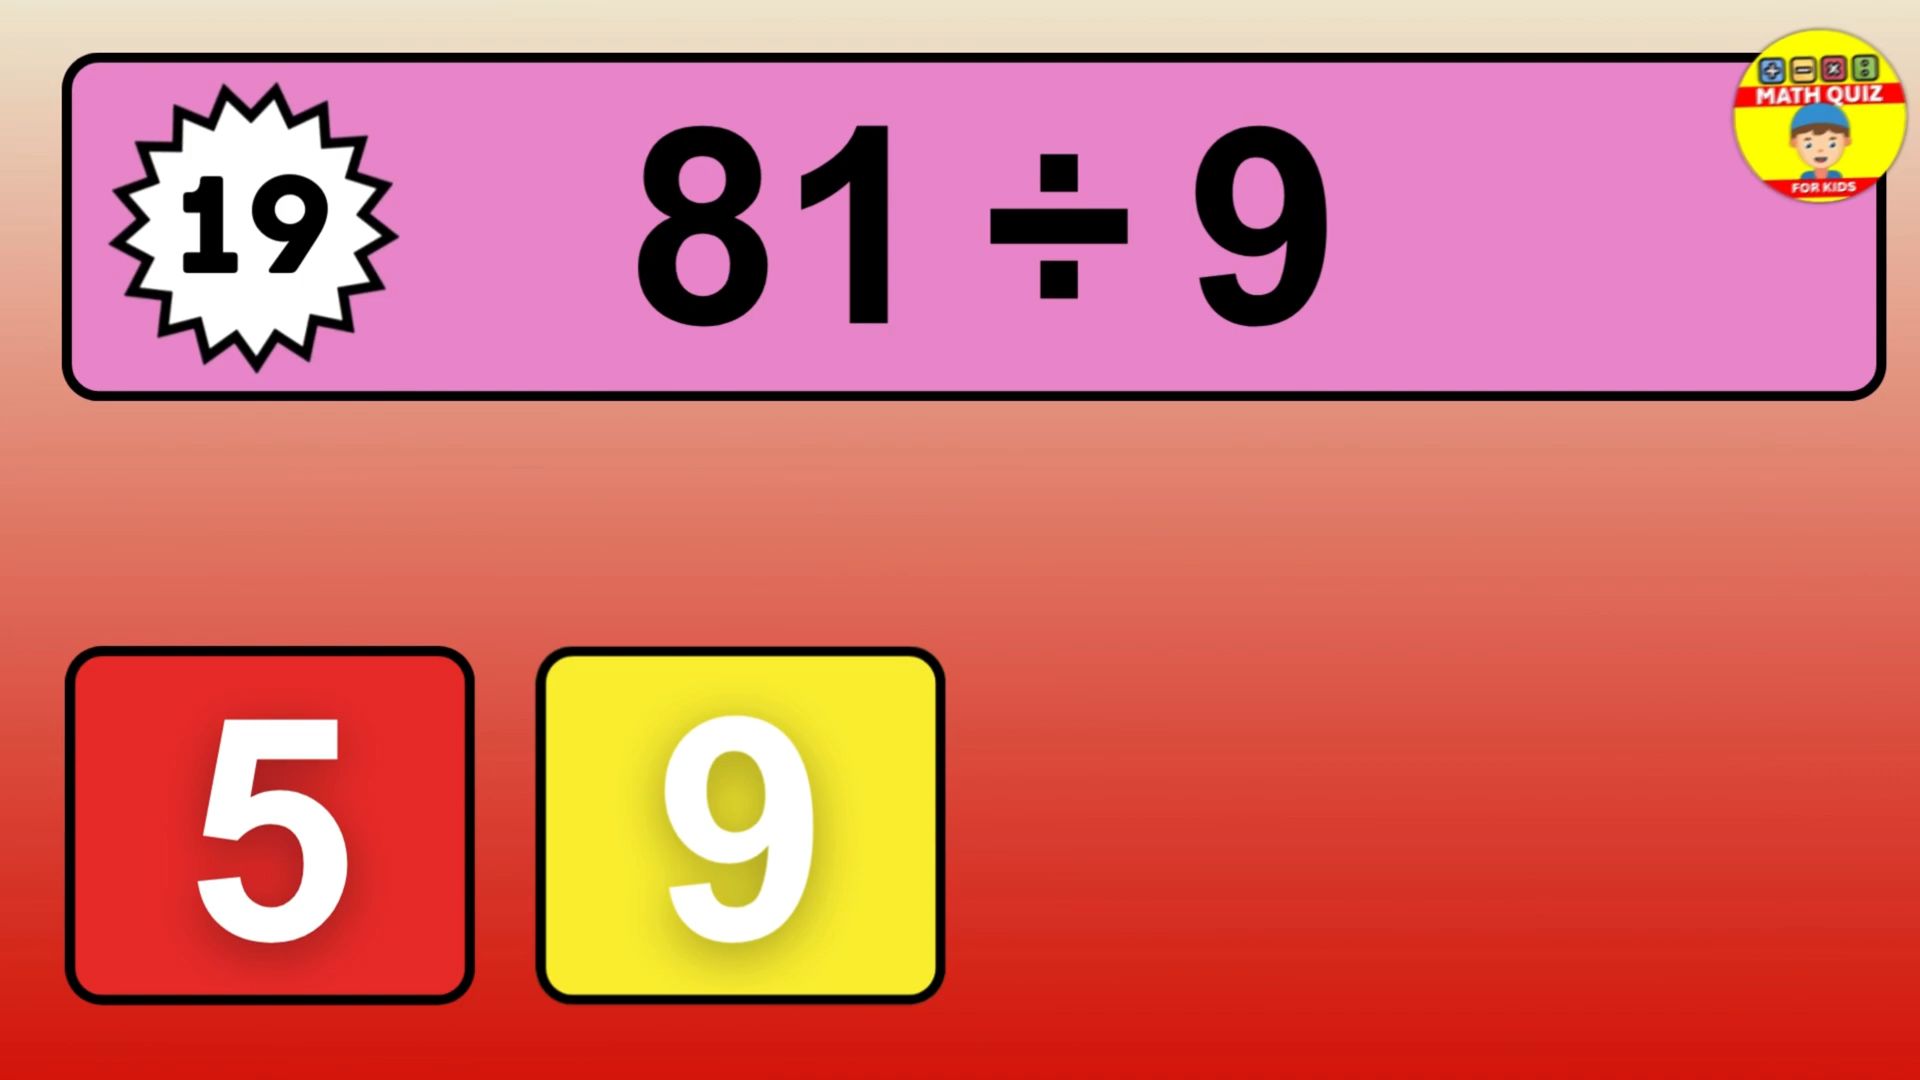 19
81 ÷ 9
+ − × ÷
MATH QUIZ
FOR KIDS
5
9